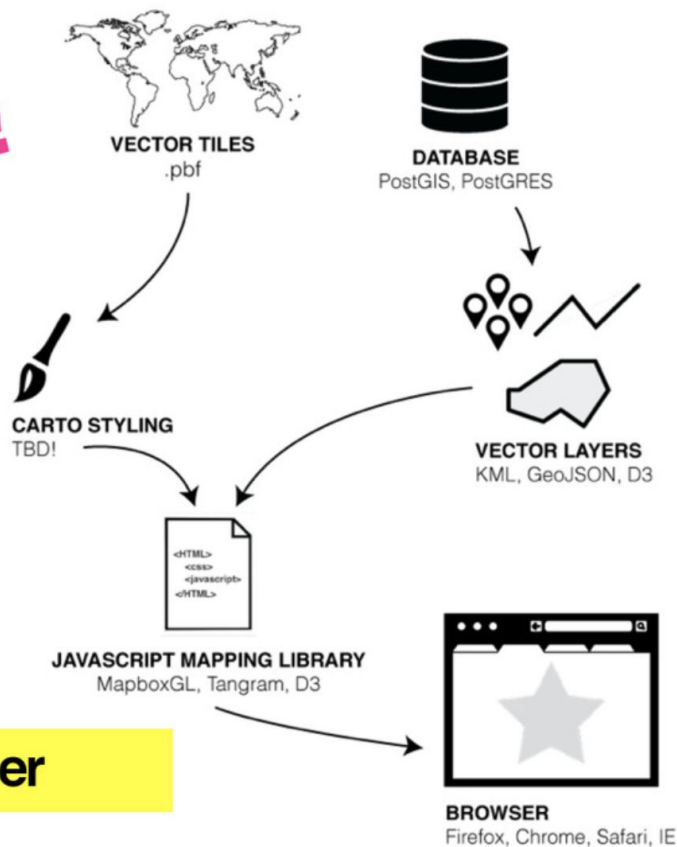 VECTOR TILES
.pbf
DATABASE
PostGIS, PostGRES
CARTO STYLING
TBD!
VECTOR LAYERS
KML, GeoJSON, D3
<HTML>
<css>
<javascript>
</HTML>
JAVASCRIPT MAPPING LIBRARY
MapboxGL, Tangram, D3
er
BROWSER
Firefox, Chrome, Safari, IE